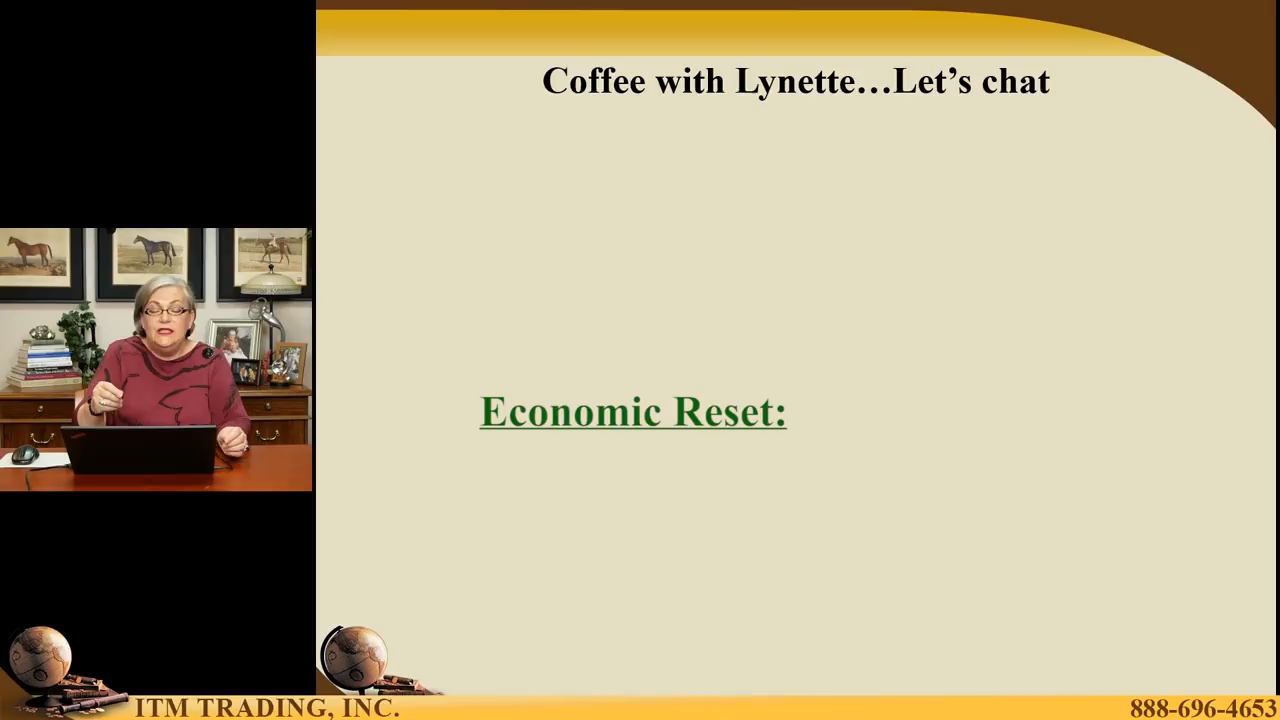 Coffee with Lynette…Let’s chat
Economic Reset:
ITM TRADING, INC.
888-696-4653